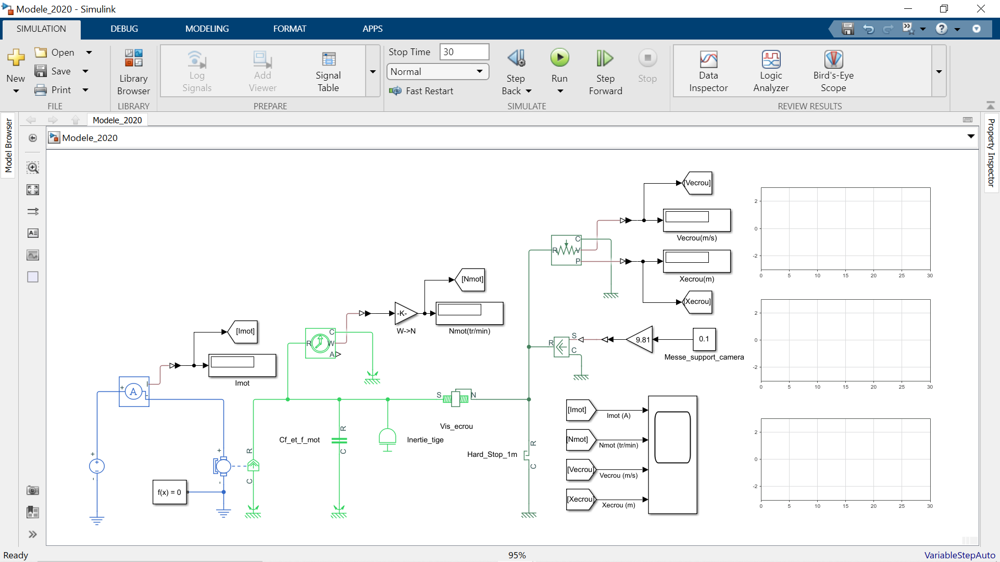 Modele_2020 - Simulink
SIMULATION DEBUG MODELING FORMAT APPS
New
Open
Save
Print
FILE
Library
Browser
LIBRARY
Log
Signals
Add
Viewer
Signal
Table
PREPARE
Stop Time 30
Normal
Fast Restart
Step
Back
Run
Step
Forward
Stop
SIMULATE
Data
Inspector
Logic
Analyzer
Bird's-Eye
Scope
REVIEW RESULTS
Model Browser
Property Inspector
Modele_2020
Modele_2020
[Vecrou]
Vecrou(m/s)
R C V P
Xecrou(m)
[Xecrou]
[Nmot]
-K-
W->N
Nmot(tr/min)
[Imot]
Imot
R C W A
A + I -
R S C
9.81
0.1
Messe_support_camera
S N
Vis_ecrou
Cf_et_f_mot
R
C
Inertie_tige
Hard_Stop_1m
R
C
+
-
+
-
R
C
f(x) = 0
[Imot] Imot (A)
[Nmot] Nmot (tr/min)
[Vecrou] Vecrou (m/s)
[Xecrou] Xecrou (m)
2
0
-2
0 5 10 15 20 25 30
2
0
-2
0 5 10 15 20 25 30
2
0
-2
0 5 10 15 20 25 30
Ready 95% VariableStepAuto